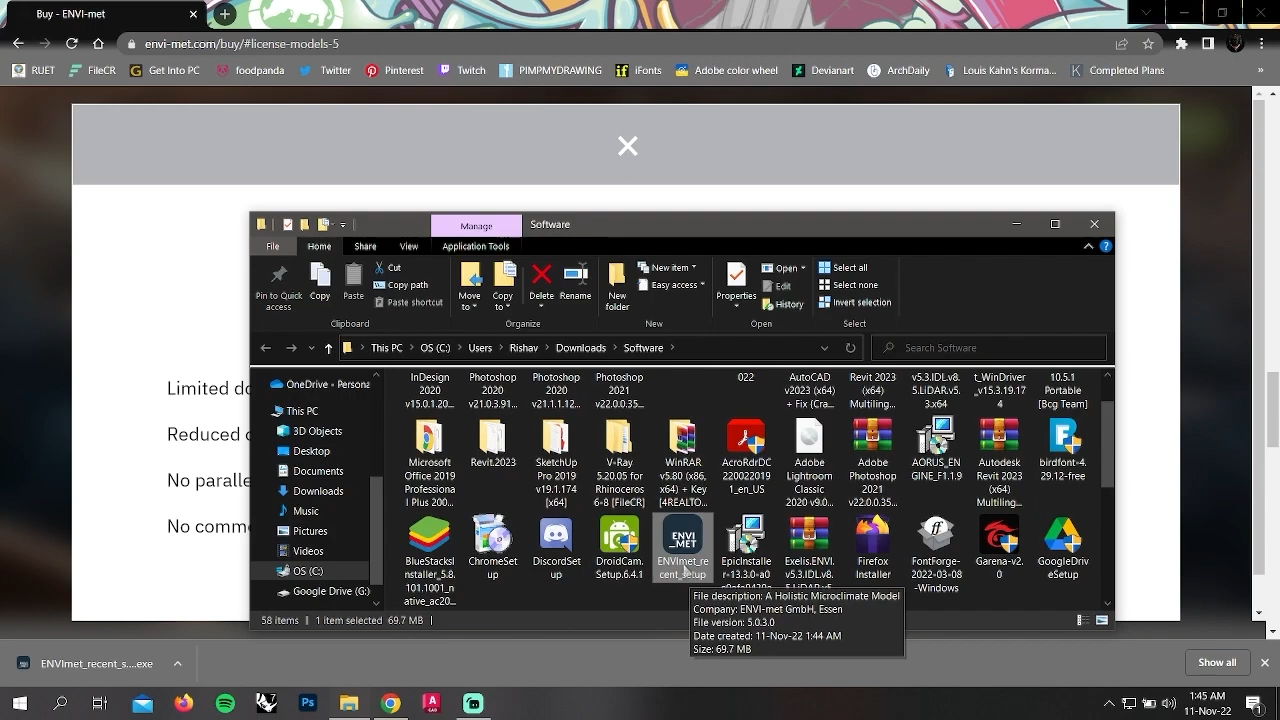 Buy - ENVI-met
envi-met.com/buy/#license-models-5
RUET
FileCR
Get Into PC
foodpanda
Twitter
Pinterest
Twitch
PIMPMYDRAWING
iFonts
Adobe color wheel
Devianart
ArchDaily
Louis Kahn's Korma...
Completed Plans
»
Limited do
Reduced c
No paralle
No comm
Manage
Software
File
Home
Share
View
Application Tools
Pin to Quick
access
Copy
Paste
Cut
Copy path
Paste shortcut
Clipboard
Move
to
Copy
to
Delete
Rename
Organize
New
folder
New item
Easy access
New
Properties
Open
Edit
History
Open
Select all
Select none
Invert selection
Select
This PC
OS (C:)
Users
Rishav
Downloads
Software
Search Software
OneDrive - Persona
This PC
3D Objects
Desktop
Documents
Downloads
Music
Pictures
Videos
OS (C:)
Google Drive (G:)
InDesign
2020
v15.0.1.20...
Photoshop
2020
v21.0.3.91...
Photoshop
2020
v21.1.1.12...
Photoshop
2021
v22.0.0.35...
022
AutoCAD
v2023 (x64)
+ Fix (Cra...
Revit 2023
(x64)
Multiling...
v5.3.IDL.v8.
5.LiDAR.v5.
3.x64
t_WinDriver
_v15.3.19.17
4
10.5.1
Portable
[Bcg Team]
Microsoft
Office 2019
Professiona
l Plus 200...
Revit.2023
SketchUp
Pro 2019
v19.1.174
[x64]
V-Ray
5.20.05 for
Rhinoceros
6-8 [FileCR]
WinRAR
v5.80 (x86,
x64) + Key
[4REALTO...
AcroRdrDC
220022019
1_en_US
Adobe
Lightroom
Classic
2020 v9.0...
Adobe
Photoshop
2021
v22.0.0.35...
AORUS_EN
GINE_F1.1.9
Autodesk
Revit 2023
(x64)
Multiling...
birdfont-4.
29.12-free
ENVI
_MET
ff
BlueStacksI
nstaller_5.8.
101.1001_n
ative_ac20...
ChromeSet
up
DiscordSet
up
DroidCam.
Setup.6.4.1
ENVImet_re
cent_setup
EpicInstalle
r-13.3.0-a0
Exelis.ENVI.
v5.3.IDL.v8.
Firefox
Installer
FontForge-
2022-03-08
-Windows
Garena-v2.
0
GoogleDriv
eSetup
File description: A Holistic Microclimate Model
Company: ENVI-met GmbH, Essen
File version: 5.0.3.0
Date created: 11-Nov-22 1:44 AM
Size: 69.7 MB
58 items
1 item selected 69.7 MB
ENVImet_recent_s....exe
Show all
Ps
A
CAD
1:45 AM
11-Nov-22
1